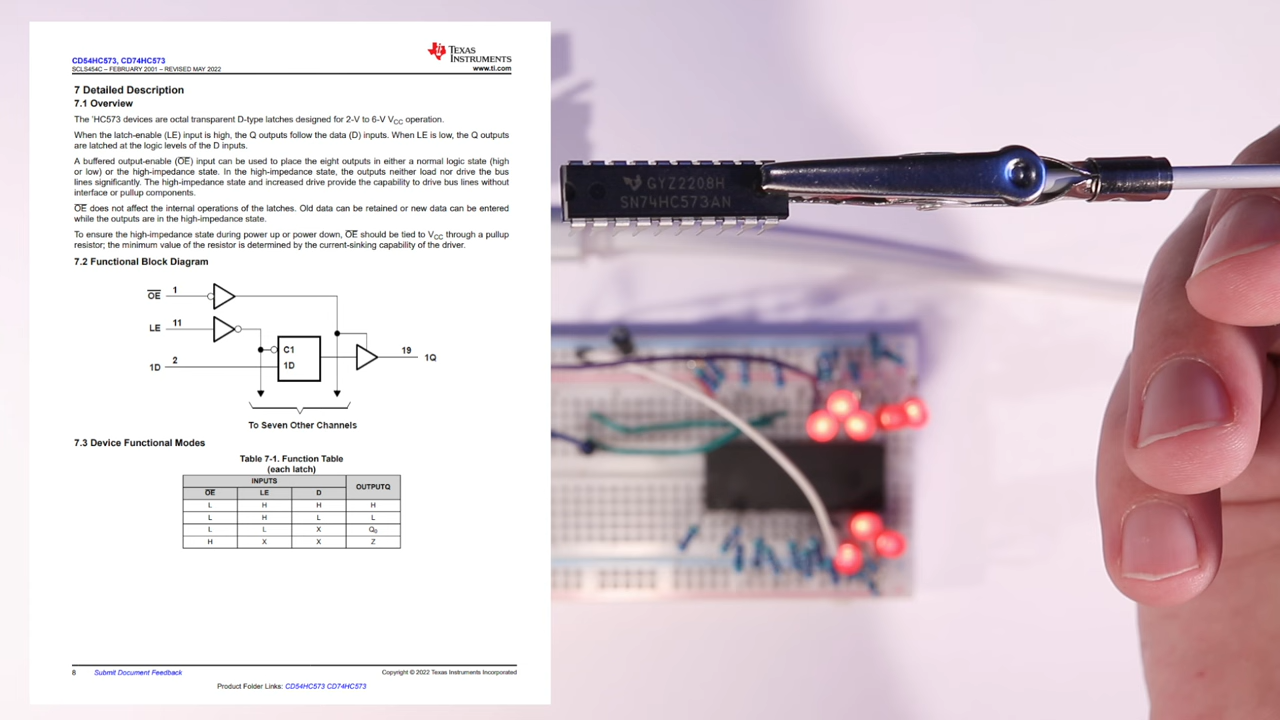 TEXAS
INSTRUMENTS
www.ti.com
CD54HC573, CD74HC573
SCLS454C – FEBRUARY 2001 – REVISED MAY 2022
7 Detailed Description
7.1 Overview
The 'HC573 devices are octal transparent D-type latches designed for 2-V to 6-V VCC operation.
When the latch-enable (LE) input is high, the Q outputs follow the data (D) inputs. When LE is low, the Q outputs
are latched at the logic levels of the D inputs.
A buffered output-enable (O̅E̅) input can be used to place the eight outputs in either a normal logic state (high
or low) or the high-impedance state. In the high-impedance state, the outputs neither load nor drive the bus
lines significantly. The high-impedance state and increased drive provide the capability to drive bus lines without
interface or pullup components.
O̅E̅ does not affect the internal operations of the latches. Old data can be retained or new data can be entered
while the outputs are in the high-impedance state.
To ensure the high-impedance state during power up or power down, O̅E̅ should be tied to VCC through a pullup
resistor; the minimum value of the resistor is determined by the current-sinking capability of the driver.
7.2 Functional Block Diagram
O̅E̅ 1
LE 11
C1
1D 2
1D
19 1Q
To Seven Other Channels
7.3 Device Functional Modes
Table 7-1. Function Table
(each latch)
INPUTS OUTPUTQ
O̅E̅ LE D
L H H H
L H L L
L L X Q0
H X X Z
8 Submit Document Feedback Copyright © 2022 Texas Instruments Incorporated
Product Folder Links: CD54HC573 CD74HC573
GYZ2208H
SN74HC573AN